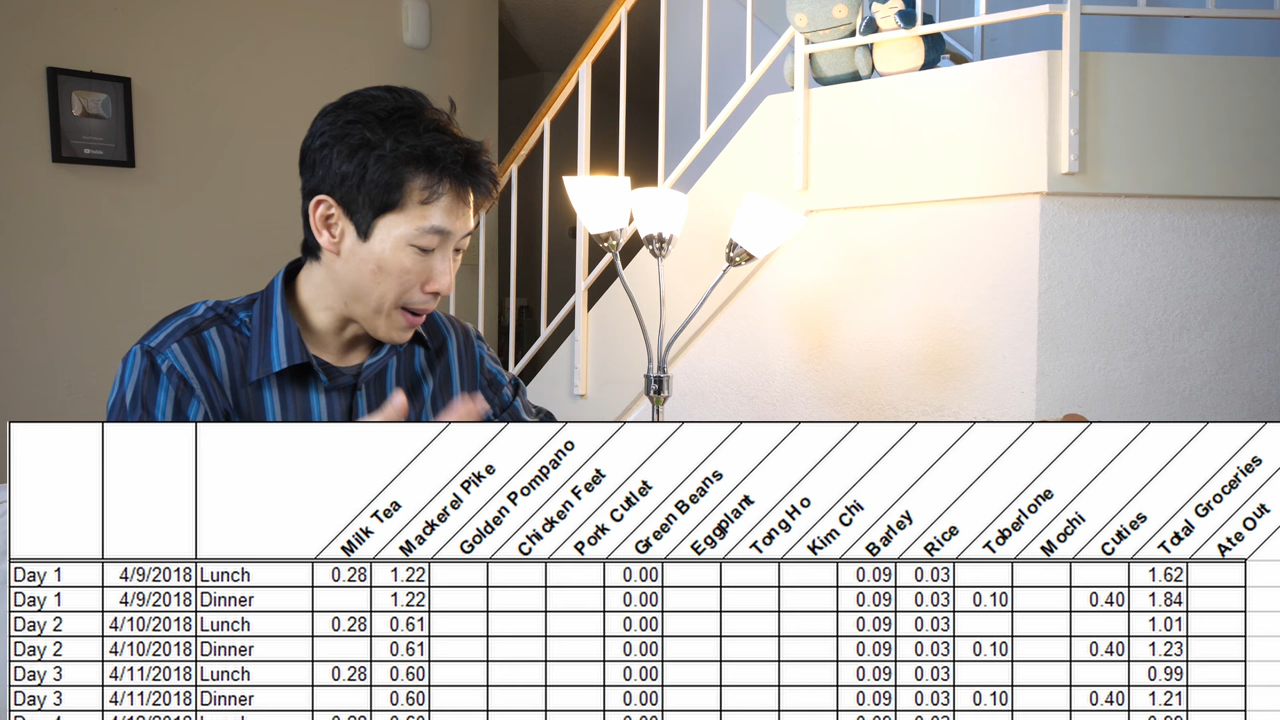 YouTube
Milk Tea
Mackerel Pike
Golden Pompano
Chicken Feet
Pork Cutlet
Green Beans
Eggplant
Tong Ho
Kim Chi
Barley
Rice
Toberlone
Mochi
Cuties
Total Groceries
Ate Out
Day 1 4/9/2018 Lunch 0.28 1.22 0.00 0.09 0.03 1.62
Day 1 4/9/2018 Dinner 1.22 0.00 0.09 0.03 0.10 0.40 1.84
Day 2 4/10/2018 Lunch 0.28 0.61 0.00 0.09 0.03 1.01
Day 2 4/10/2018 Dinner 0.61 0.00 0.09 0.03 0.10 0.40 1.23
Day 3 4/11/2018 Lunch 0.28 0.60 0.00 0.09 0.03 0.99
Day 3 4/11/2018 Dinner 0.60 0.00 0.09 0.03 0.10 0.40 1.21